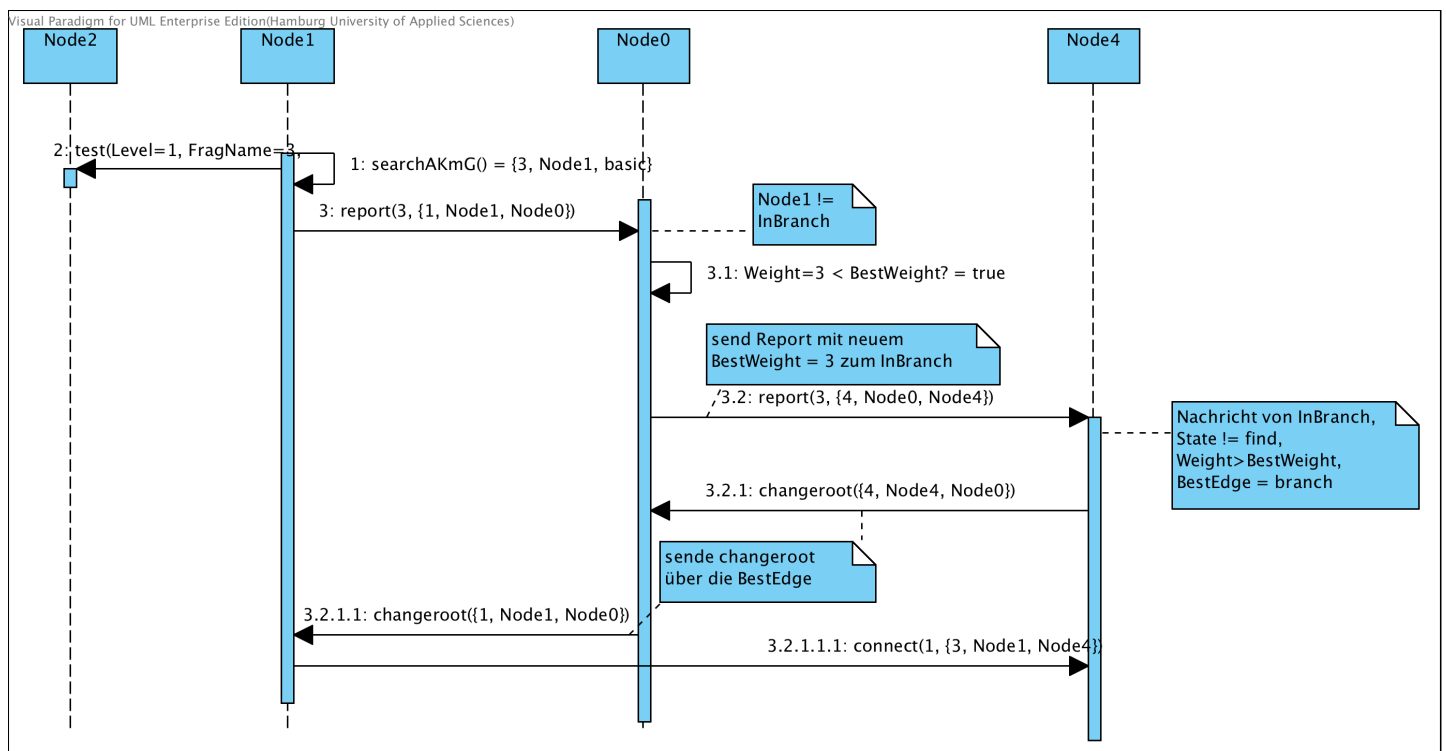 Visual Paradigm for UML Enterprise Edition(Hamburg University of Applied Sciences)
Node2
Node1
Node0
Node4
2: test(Level=1, FragName=3,
1: searchAKmG() = {3, Node1, basic}
3: report(3, {1, Node1, Node0})
Node1 !=
InBranch
3.1: Weight=3 < BestWeight? = true
send Report mit neuem
BestWeight = 3 zum InBranch
3.2: report(3, {4, Node0, Node4})
Nachricht von InBranch,
State != find,
Weight>BestWeight,
BestEdge = branch
3.2.1: changeroot({4, Node4, Node0})
sende changeroot
über die BestEdge
3.2.1.1: changeroot({1, Node1, Node0})
3.2.1.1.1: connect(1, {3, Node1, Node4})